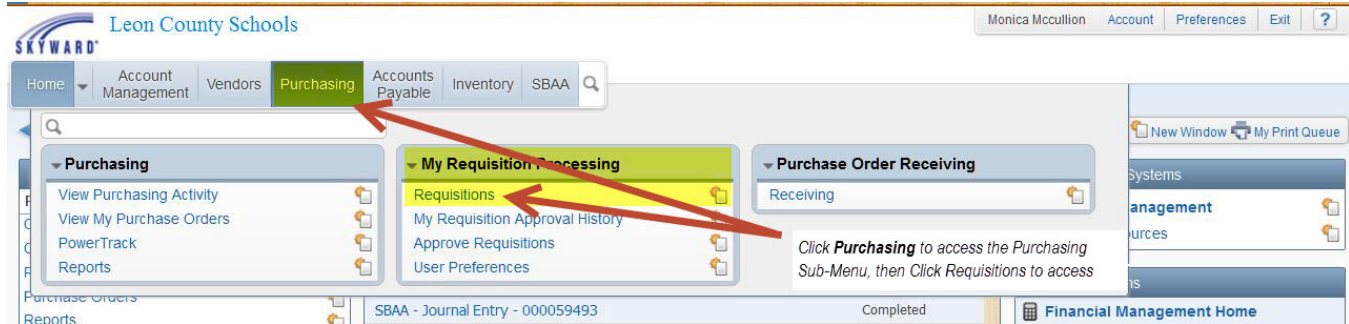 Leon County Schools
SKYWARD
Monica Mccullion Account Preferences Exit ?
Home Account Management Vendors Purchasing Accounts Payable Inventory SBAA
New Window My Print Queue
Purchasing
View Purchasing Activity
View My Purchase Orders
PowerTrack
Reports
My Requisition Processing
Requisitions
My Requisition Approval History
Approve Requisitions
User Preferences
Purchase Order Receiving
Receiving
Click Purchasing to access the Purchasing
Sub-Menu, then Click Requisitions to access
Systems
anagement
urces
ns
Purchase Orders
Reports
SBAA - Journal Entry - 000059493 Completed
Financial Management Home